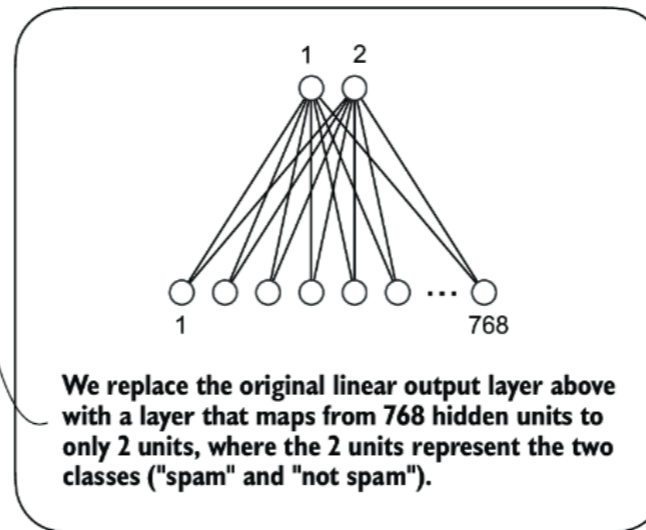 1 2
1 ... 768
We replace the original linear output layer above
with a layer that maps from 768 hidden units to
only 2 units, where the 2 units represent the two
classes ("spam" and "not spam").